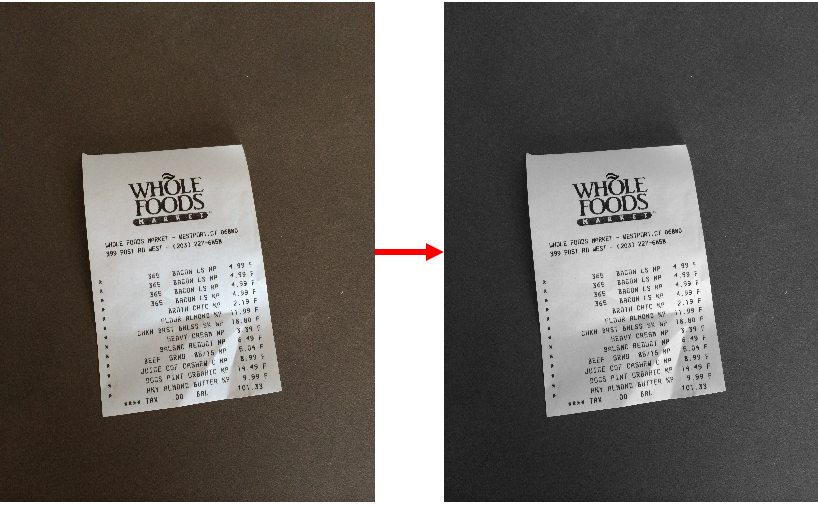 WHOLE
FOODS
MARKET
WHOLE FOODS MARKET - WESTPORT,CT 06880
399 POST RD WEST - (203) 227-6858
365 BACON LS NP 4.99 F
365 BACON LS NP 4.99 F
365 BACON LS NP 4.99 F
365 BACON LS NP 4.99 F
BROTH CHIC NP 2.19 F
FLOUR ALMOND NP 11.99 F
CHKN BRST BNLSS SK NP 18.80 F
HEAVY CREAM NP 3.39 F
BALSMC REDUCT NP 6.49 F
BEEF GRND 85/15 NP 5.04 F
JUICE COF CASHEW C NP 8.99 F
DOCS PINT ORGANIC NP 14.49 F
HNY ALMOND BUTTER NP 9.99 F
**** TAX .00 BAL 101.33
WHOLE
FOODS
MARKET
WHOLE FOODS MARKET - WESTPORT,CT 06880
399 POST RD WEST - (203) 227-6858
365 BACON LS NP 4.99 F
365 BACON LS NP 4.99 F
365 BACON LS NP 4.99 F
365 BACON LS NP 4.99 F
BROTH CHIC NP 2.19 F
FLOUR ALMOND NP 11.99 F
CHKN BRST BNLSS SK NP 18.80 F
HEAVY CREAM NP 3.39 F
BALSMC REDUCT NP 6.49 F
BEEF GRND 85/15 NP 5.04 F
JUICE COF CASHEW C NP 8.99 F
DOCS PINT ORGANIC NP 14.49 F
HNY ALMOND BUTTER NP 9.99 F
**** TAX .00 BAL 101.33